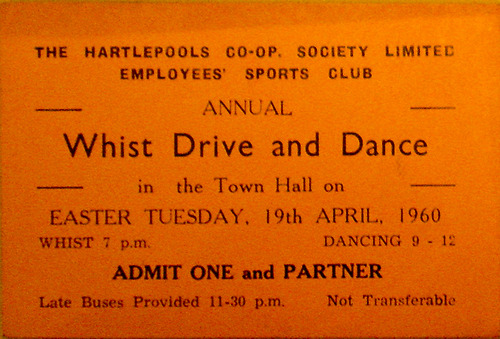 THE HARTLEPOOLS CO-OP. SOCIETY LIMITED
EMPLOYEES' SPORTS CLUB
ANNUAL
Whist Drive and Dance
in the Town Hall on
EASTER TUESDAY, 19th APRIL, 1960
WHIST 7 p.m. DANCING 9 - 12
ADMIT ONE and PARTNER
Late Buses Provided 11-30 p.m. Not Transferable